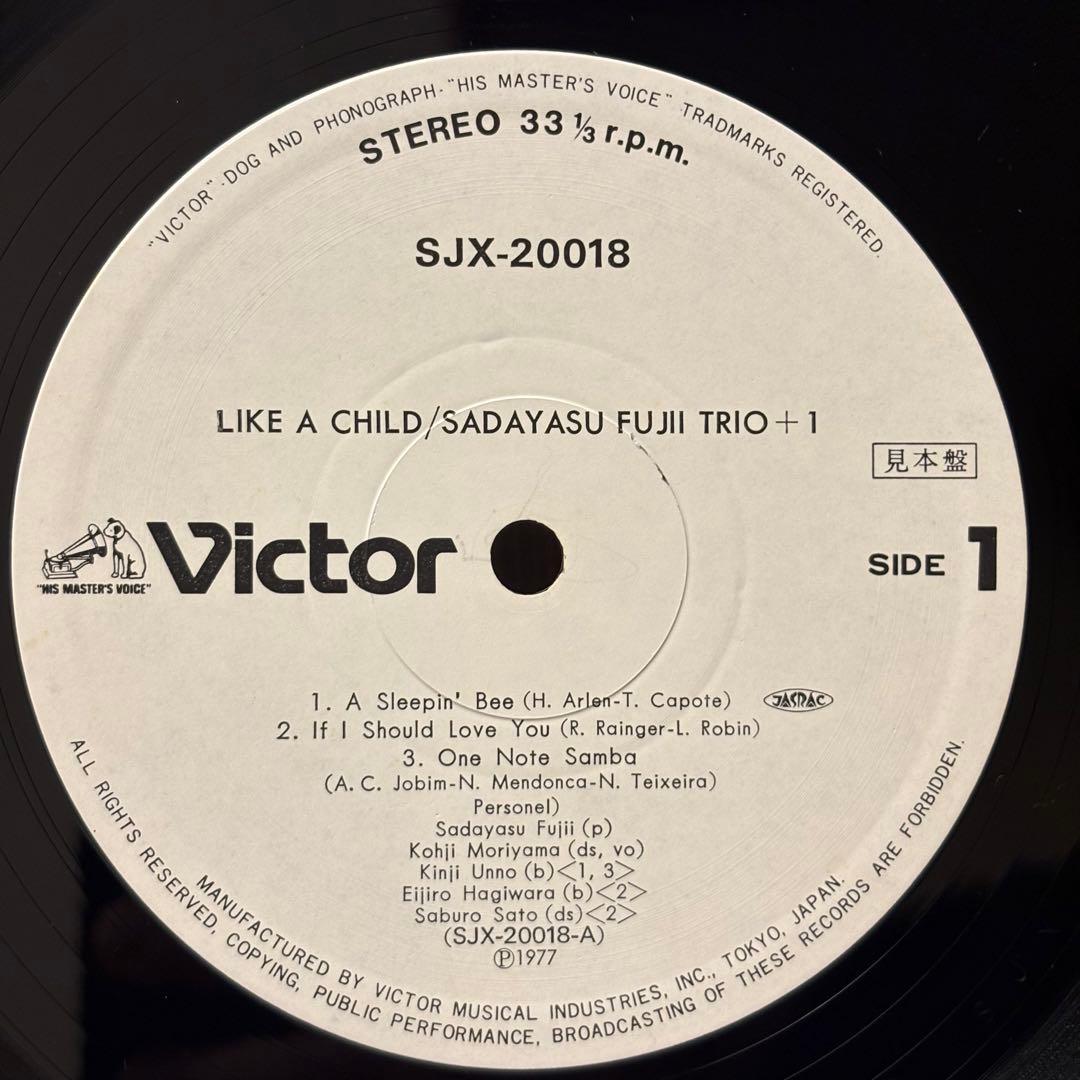 "VICTOR"·DOG AND PHONOGRAPH·"HIS MASTER'S VOICE" TRADMARKS REGISTERED.
STEREO 33 ⅓ r.p.m.
SJX-20018
LIKE A CHILD/SADAYASU FUJII TRIO+1
見本盤
"HIS MASTER'S VOICE"
Victor
SIDE 1
1. A Sleepin' Bee (H. Arlen-T. Capote) JASRAC
2. If I Should Love You (R. Rainger-L. Robin)
3. One Note Samba
(A. C. Jobim-N. Mendonca-N. Teixeira)
Personel)
Sadayasu Fujii (p)
Kohji Moriyama (ds, vo)
Kinji Unno (b)<1, 3>
Eijiro Hagiwara (b)<2>
Saburo Sato (ds)<2>
(SJX-20018-A)
Ⓟ1977
MANUFACTURED BY VICTOR MUSICAL INDUSTRIES, INC., TOKYO, JAPAN.
ALL RIGHTS RESERVED, COPYING, PUBLIC PERFORMANCE, BROADCASTING OF THESE RECORDS ARE FORBIDDEN.